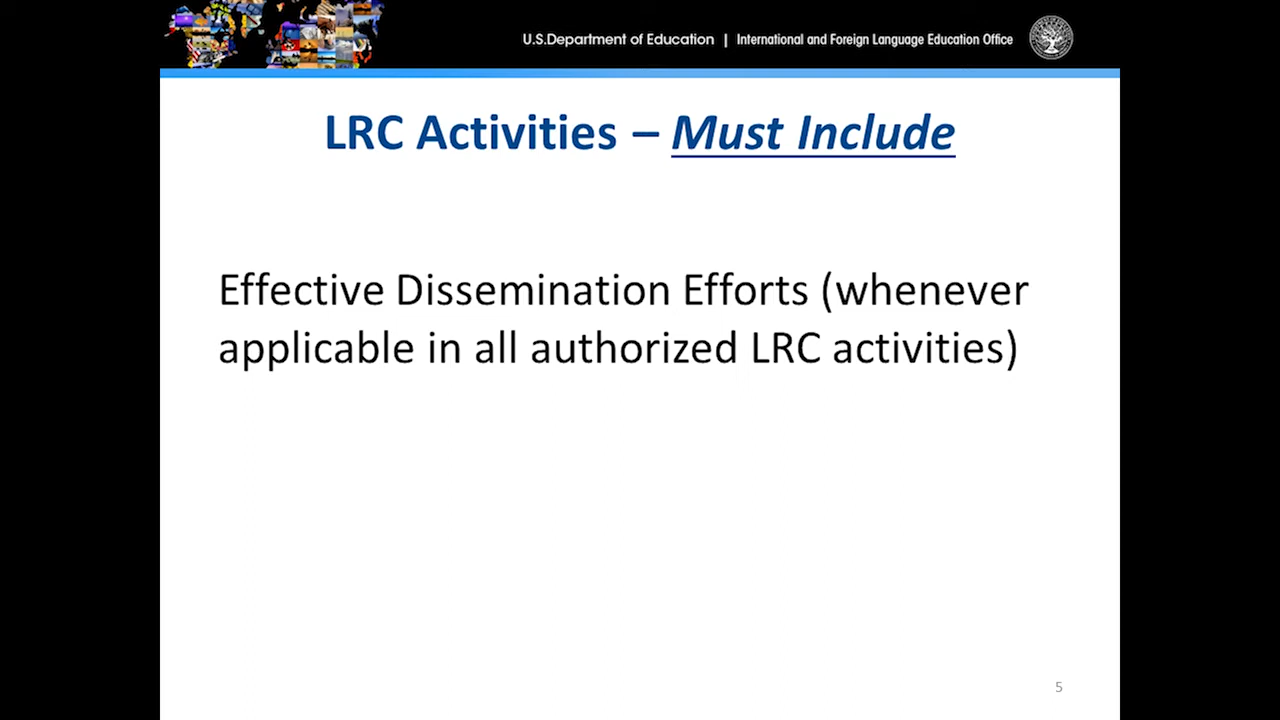 U.S.Department of Education | International and Foreign Language Education Office
LRC Activities – Must Include
Effective Dissemination Efforts (whenever
applicable in all authorized LRC activities)
5